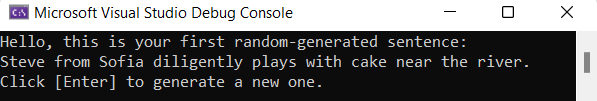 Microsoft Visual Studio Debug Console
Hello, this is your first random-generated sentence:
Steve from Sofia diligently plays with cake near the river.
Click [Enter] to generate a new one.